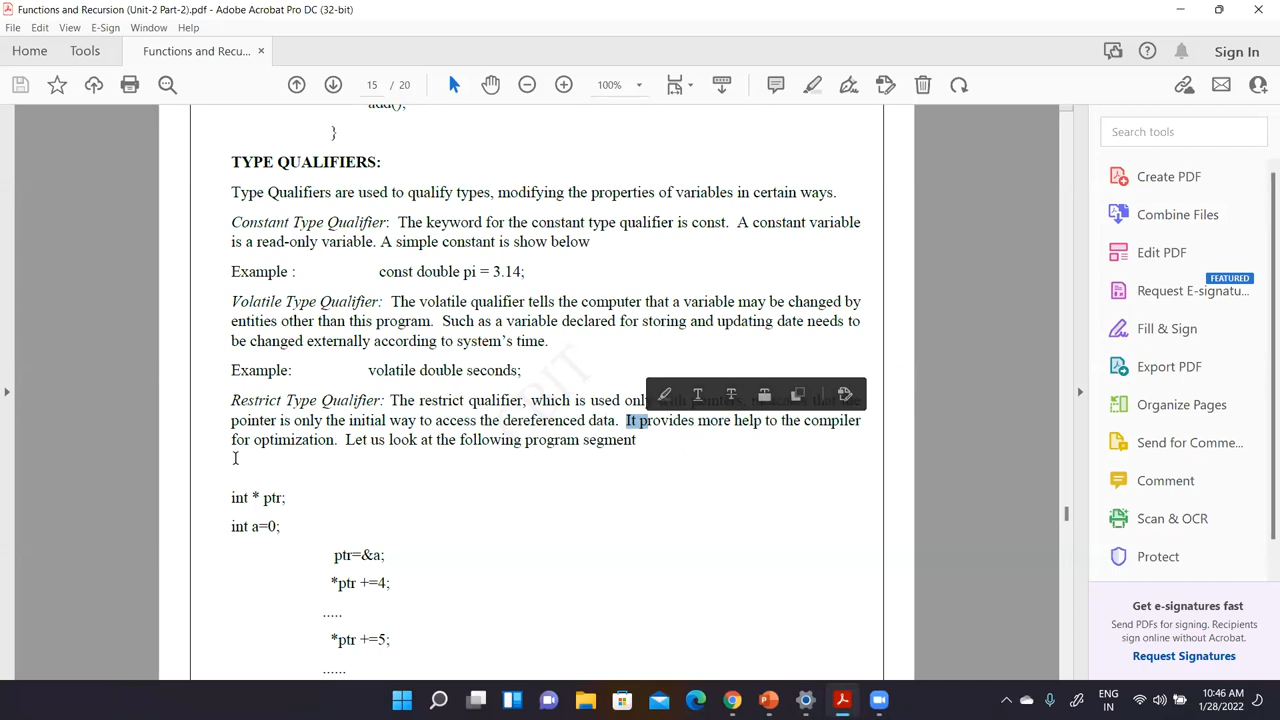 Functions and Recursion (Unit-2 Part-2).pdf - Adobe Acrobat Pro DC (32-bit)
File Edit View E-Sign Window Help
Home Tools Functions and Recu... × Sign In
15 / 20 100%
add();
}
TYPE QUALIFIERS:
Type Qualifiers are used to qualify types, modifying the properties of variables in certain ways.
Constant Type Qualifier: The keyword for the constant type qualifier is const. A constant variable
is a read-only variable. A simple constant is show below
Example : const double pi = 3.14;
Volatile Type Qualifier: The volatile qualifier tells the computer that a variable may be changed by
entities other than this program. Such as a variable declared for storing and updating date needs to
be changed externally according to system's time.
Example: volatile double seconds;
Restrict Type Qualifier: The restrict qualifier, which is used only
pointer is only the initial way to access the dereferenced data. It provides more help to the compiler
for optimization. Let us look at the following program segment
int * ptr;
int a=0;
ptr=&a;
*ptr +=4;
.....
*ptr +=5;
......
Search tools
Create PDF
Combine Files
Edit PDF
FEATURED
Request E-signatu...
Fill & Sign
Export PDF
Organize Pages
Send for Comme...
Comment
Scan & OCR
Protect
Get e-signatures fast
Send PDFs for signing. Recipients
sign online without Acrobat.
Request Signatures
ENG
IN
10:46 AM
1/28/2022